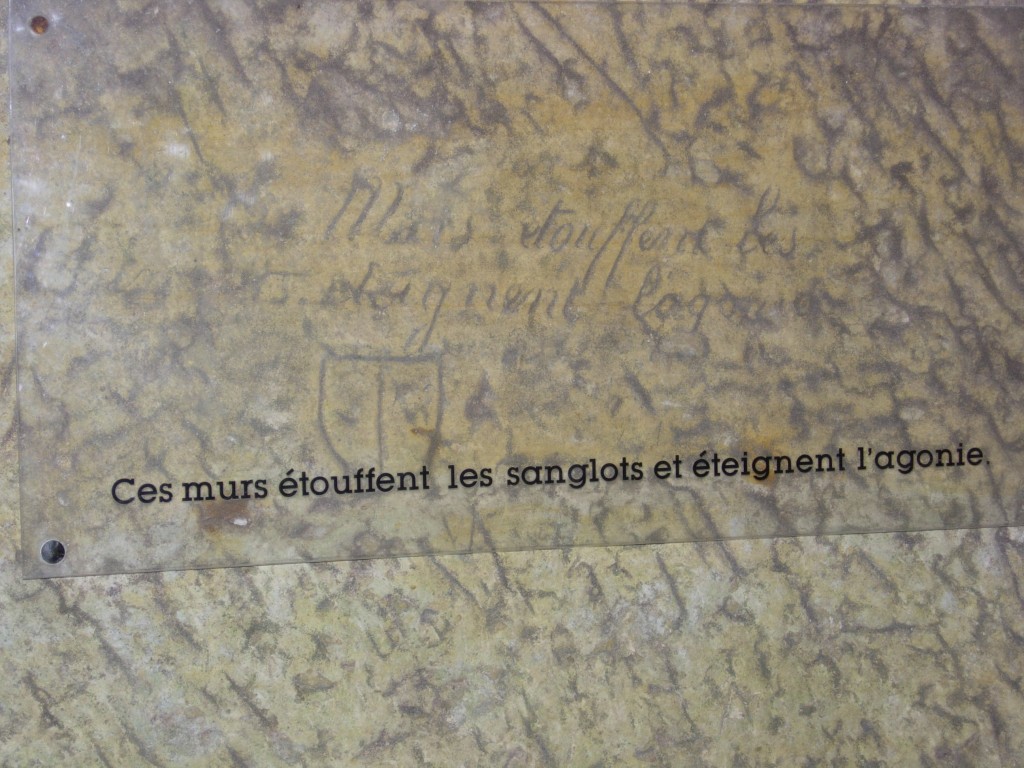 Murs étouffent les
éteignent l'agonie
Ces murs étouffent les sanglots et éteignent l'agonie.